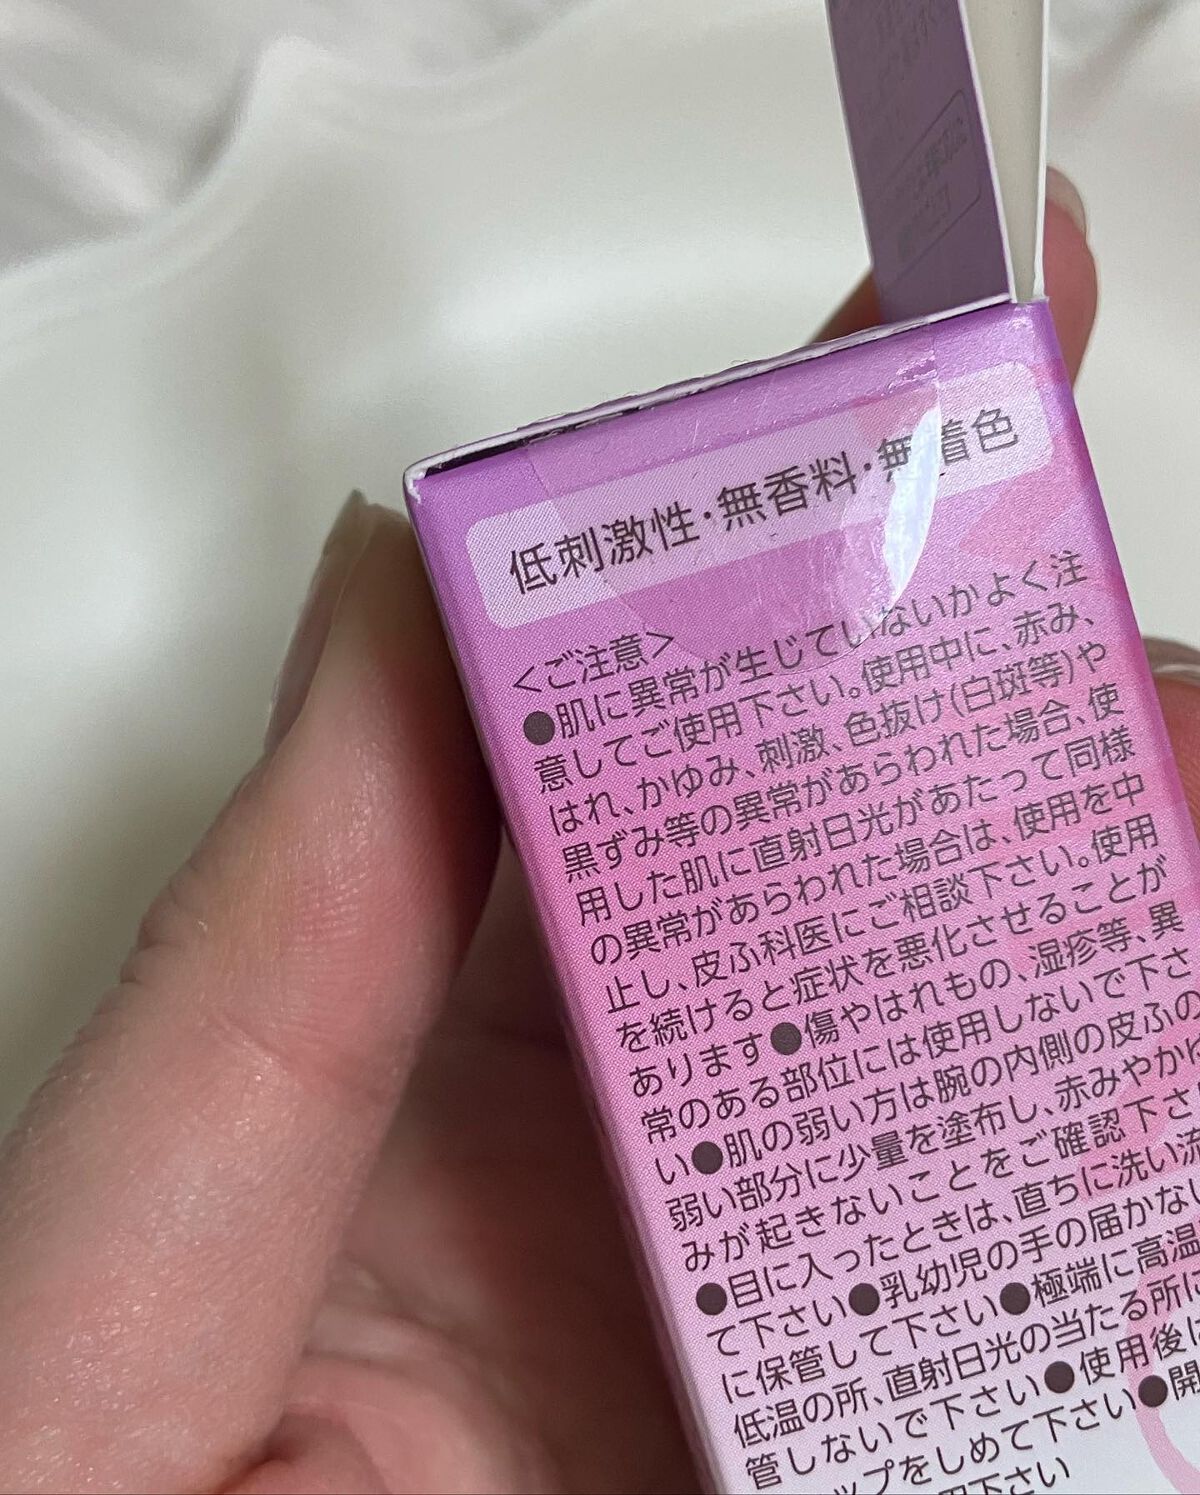 低刺激性・無香料・無着色
<ご注意>
●肌に異常が生じていないかよく注
意してご使用下さい。使用中に、赤み、
はれ、かゆみ、刺激、色抜け(白斑等)や
黒ずみ等の異常があらわれた場合、使
用した肌に直射日光があたって同様
の異常があらわれた場合は、使用を中
止し、皮ふ科医にご相談下さい。使用
を続けると症状を悪化させることが
あります●傷やはれもの、湿疹等、異
常のある部位には使用しないで下さ
い●肌の弱い方は腕の内側の皮ふの
弱い部分に少量を塗布し、赤みやかゆ
みが起きないことをご確認下さい
●目に入ったときは、直ちに洗い流
て下さい●乳幼児の手の届かない
に保管して下さい●極端に高温
低温の所、直射日光の当たる所に
管しないで下さい●使用後は
ップをしめて下さい●開
下さい